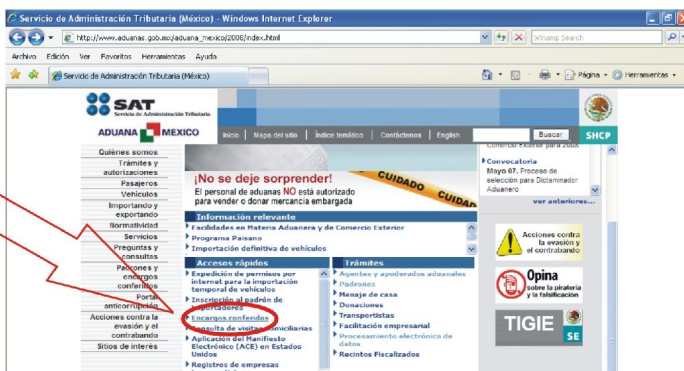 Servicio de Administración Tributaria (México) - Windows Internet Explorer
http://www.aduanas.gob.mx/aduana_mexico/2008/index.html
Winamp Search
Archivo Edición Ver Favoritos Herramientas Ayuda
Servicio de Administración Tributaria (México)
Página
Herramientas
SAT
Servicio de Administración Tributaria
ADUANA MEXICO
Inicio | Mapa del sitio | Índice temático | Contáctenos | English
Buscar
SHCP
Quiénes somos
Trámites y
autorizaciones
Pasajeros
Vehículos
Importando y
exportando
Normatividad
Servicios
Preguntas y
consultas
Padrones y
encargos
conferidos
Portal
anticorrupción
Acciones contra la
evasión y el
contrabando
Sitios de interés
¡No se deje sorprender!
El personal de aduanas NO está autorizado
para vender o donar mercancía embargada
CUIDADO CUIDAD
Información relevante
Facilidades en Materia Aduanera y de Comercio Exterior
Programa Paisano
Importación definitiva de vehículos
Accesos rápidos
Expedición de permisos por
internet para la importación
temporal de vehículos
Inscripción al padrón de
importadores
Encargos conferidos
Consulta de visitas domiciliarias
Aplicación del Manifiesto
Electrónico (ACE) en Estados
Unidos
Registros de empresas
Trámites
Agentes y apoderados aduanales
Padrones
Menaje de casa
Donaciones
Transportistas
Facilitación empresarial
Procesamiento electrónico de
datos
Recintos Fiscalizados
Comercio Exterior para 2008
Convocatoria
Mayo 07. Proceso de
selección para Dictaminador
Aduanero
ver anteriores...
Acciones contra
la evasión y
el contrabando
Opina
sobre la piratería
y la falsificación
TIGIE
SE